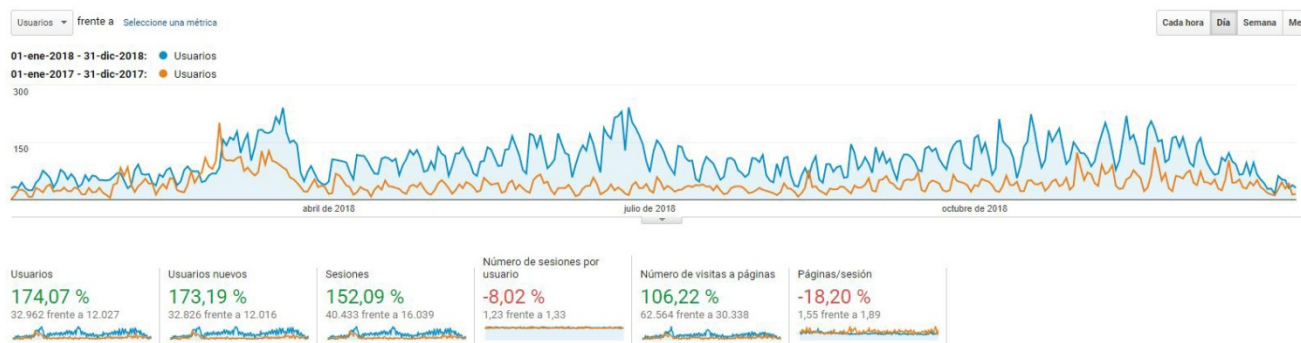 Usuarios frente a Seleccione una métrica
Cada hora Día Semana Me
01-ene-2018 - 31-dic-2018: Usuarios
01-ene-2017 - 31-dic-2017: Usuarios
300
150
abril de 2018 julio de 2018 octubre de 2018
Usuarios
174,07 %
32.962 frente a 12.027
Usuarios nuevos
173,19 %
32.826 frente a 12.016
Sesiones
152,09 %
40.433 frente a 16.039
Número de sesiones por
usuario
-8,02 %
1,23 frente a 1,33
Número de visitas a páginas
106,22 %
62.564 frente a 30.338
Páginas/sesión
-18,20 %
1,55 frente a 1,89